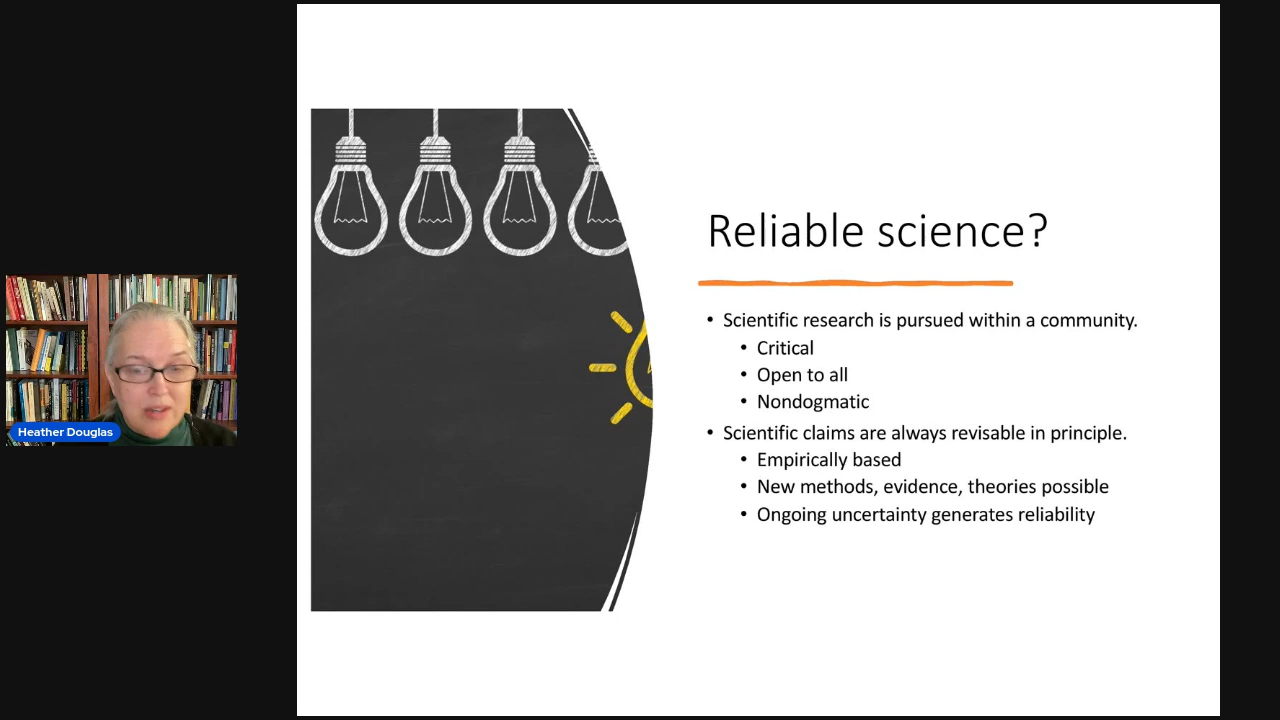 Reliable science?
Scientific research is pursued within a community.
Critical
Open to all
Nondogmatic
Scientific claims are always revisable in principle.
Empirically based
New methods, evidence, theories possible
Ongoing uncertainty generates reliability
Heather Douglas